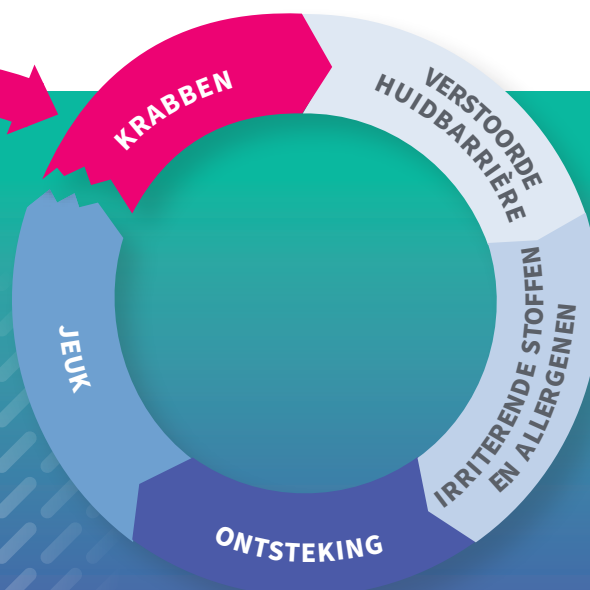 KRABBEN
VERSTOORDE
HUIDBARRIÈRE
IRRITERENDE STOFFEN
EN ALLERGENEN
ONTSTEKING
JEUK